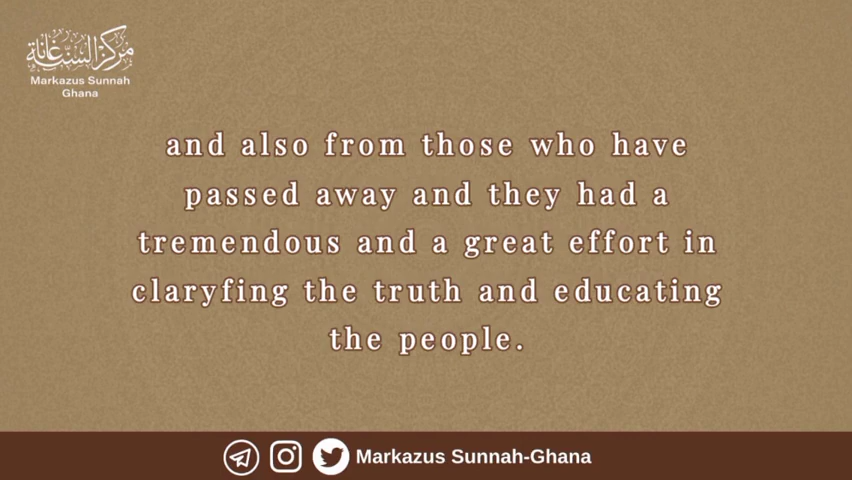 مركز السنة غانة
Markazus Sunnah
Ghana
and also from those who have
passed away and they had a
tremendous and a great effort in
claryfing the truth and educating
the people.
Markazus Sunnah-Ghana